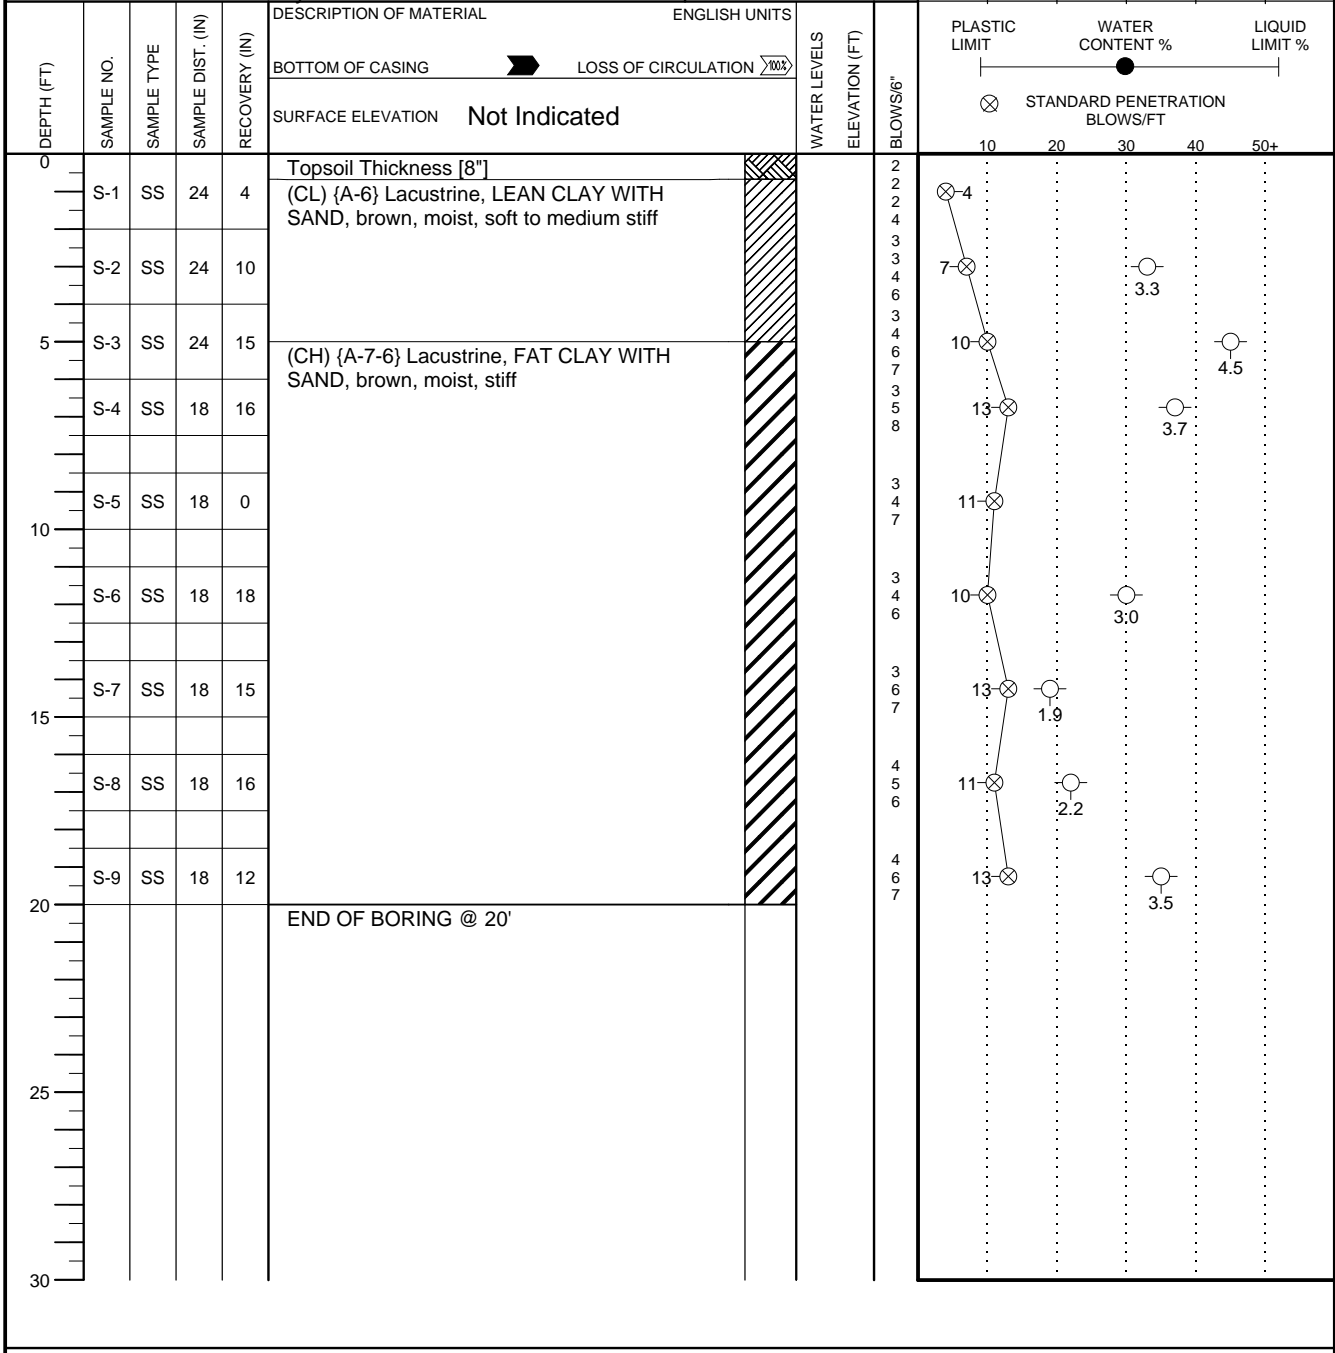 DEPTH (FT)
SAMPLE NO.
SAMPLE TYPE
SAMPLE DIST. (IN)
RECOVERY (IN)
DESCRIPTION OF MATERIAL ENGLISH UNITS
BOTTOM OF CASING LOSS OF CIRCULATION 100%
SURFACE ELEVATION Not Indicated
WATER LEVELS
ELEVATION (FT)
BLOWS/6"
PLASTIC LIMIT
WATER CONTENT %
LIQUID LIMIT %
STANDARD PENETRATION
BLOWS/FT
10 20 30 40 50+
0
Topsoil Thickness [8"]
S-1 SS 24 4
(CL) {A-6} Lacustrine, LEAN CLAY WITH
SAND, brown, moist, soft to medium stiff
2
2
2
4
4
S-2 SS 24 10
3
3
4
6
7
3.3
5
S-3 SS 24 15
3
4
6
7
10
4.5
(CH) {A-7-6} Lacustrine, FAT CLAY WITH
SAND, brown, moist, stiff
S-4 SS 18 16
3
5
8
13
3.7
S-5 SS 18 0
3
4
7
11
10
S-6 SS 18 18
3
4
6
10
3.0
S-7 SS 18 15
3
6
7
13
1.9
15
S-8 SS 18 16
4
5
6
11
2.2
S-9 SS 18 12
4
6
7
13
3.5
20
END OF BORING @ 20'
25
30